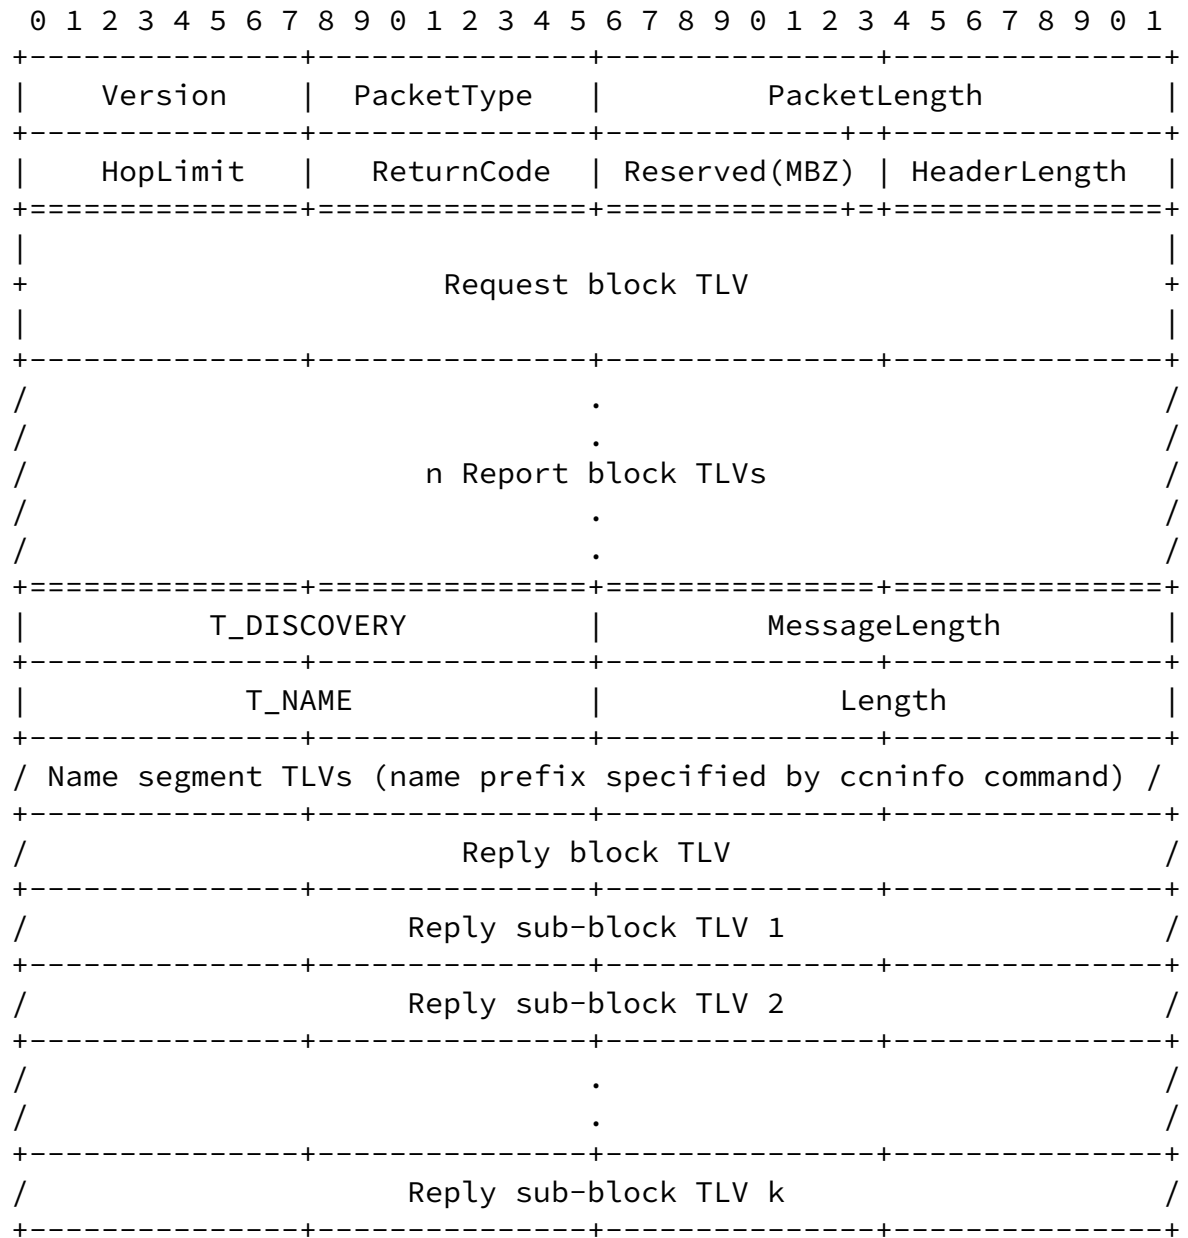 0 1 2 3 4 5 6 7 8 9 0 1 2 3 4 5 6 7 8 9 0 1 2 3 4 5 6 7 8 9 0 1
+---------------+---------------+---------------+---------------+
|    Version    |  PacketType   |         PacketLength          |
+---------------+---------------+-------------+-+---------------+
|    HopLimit   |   ReturnCode  | Reserved(MBZ) | HeaderLength  |
+===============+===============+=============+=+===============+
|                                                               |
+                       Request block TLV                       +
|                                                               |
+---------------+---------------+---------------+---------------+
/                               .                               /
/                               .                               /
/                      n Report block TLVs                      /
/                               .                               /
/                               .                               /
+===============+===============+===============+===============+
|          T_DISCOVERY          |         MessageLength         |
+---------------+---------------+---------------+---------------+
|            T_NAME             |             Length            |
+---------------+---------------+---------------+---------------+
/ Name segment TLVs (name prefix specified by ccninfo command) /
+---------------+---------------+---------------+---------------+
/                        Reply block TLV                        /
+---------------+---------------+---------------+---------------+
/                     Reply sub-block TLV 1                     /
+---------------+---------------+---------------+---------------+
/                     Reply sub-block TLV 2                     /
+---------------+---------------+---------------+---------------+
/                               .                               /
/                               .                               /
+---------------+---------------+---------------+---------------+
/                     Reply sub-block TLV k                     /
+---------------+---------------+---------------+---------------+